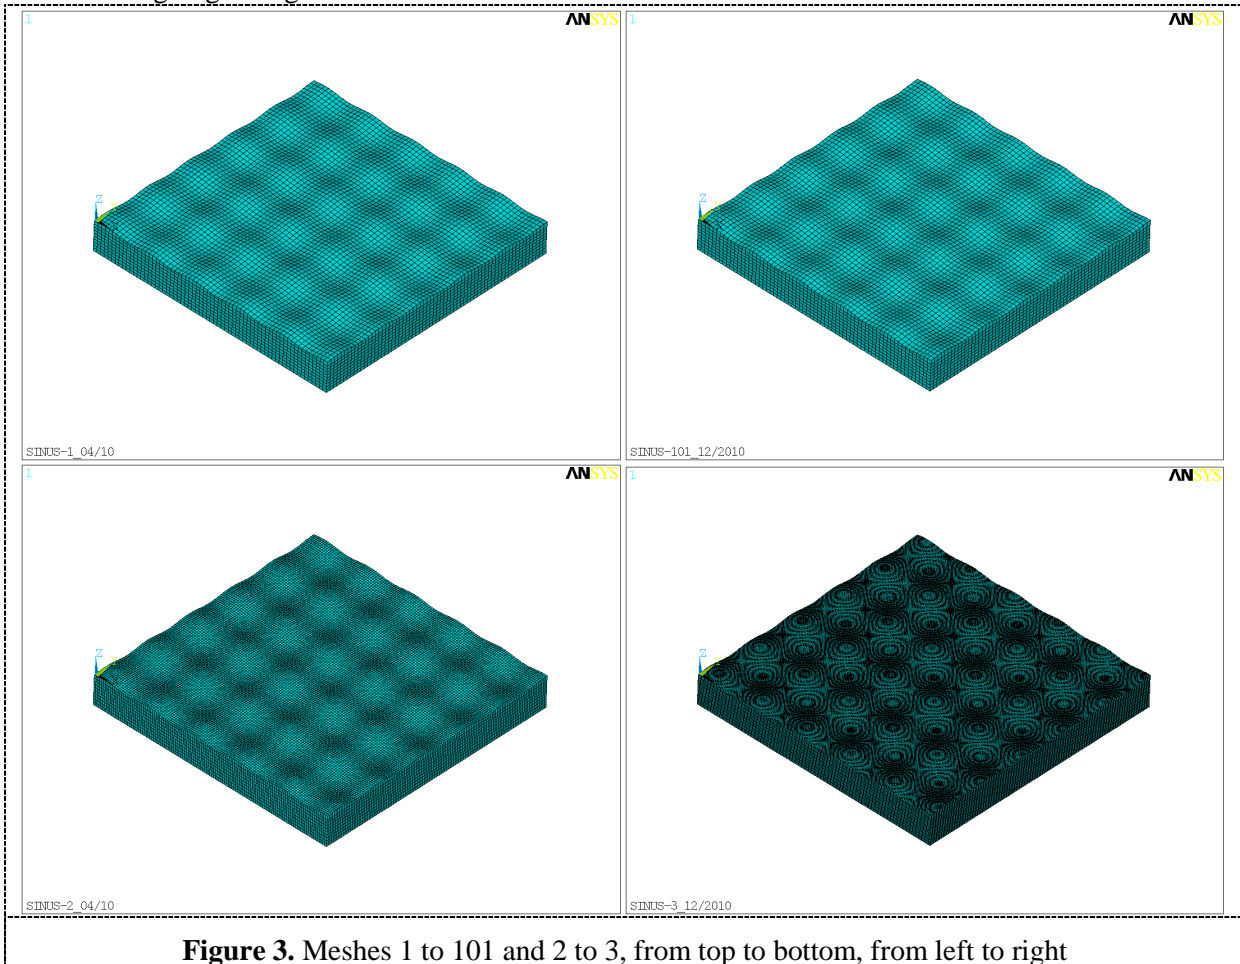 1
ANSYS
1
ANSYS
Z
Z
SINUS-1_04/10
SINUS-101_12/2010
1
ANSYS
1
ANSYS
Z
Z
SINUS-2_04/10
SINUS-3_12/2010
Figure 3. Meshes 1 to 101 and 2 to 3, from top to bottom, from left to right